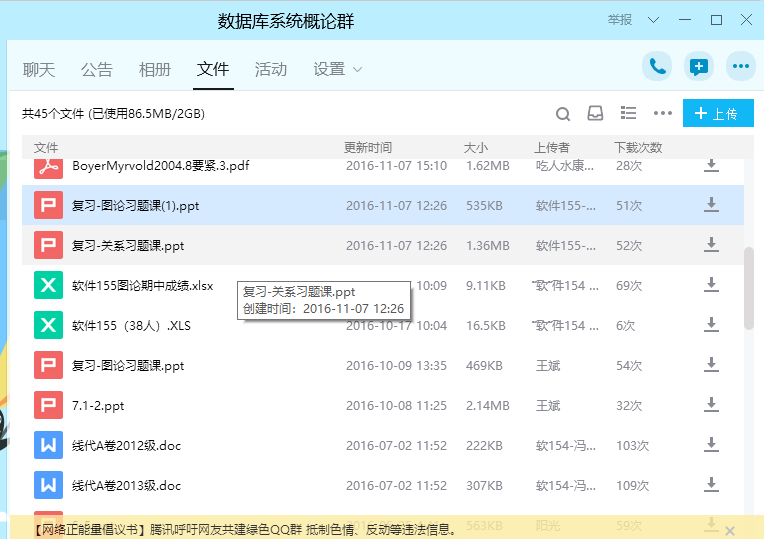 数据库系统概论群
举报
聊天 公告 相册 文件 活动 设置
共45个文件 (已使用86.5MB/2GB)
上传
文件 更新时间 大小 上传者 下载次数
BoyerMyrvold2004.8要紧.3.pdf 2016-11-07 15:10 1.62MB 吃人水康... 28次
复习-图论习题课(1).ppt 2016-11-07 12:26 535KB 软件155-... 51次
复习-关系习题课.ppt 2016-11-07 12:26 1.36MB 软件155-... 52次
软件155图论期中成绩.xlsx 10:09 9.11KB 软件154 ... 69次
复习-关系习题课.ppt
创建时间：2016-11-07 12:26
软件155（38人）.XLS 2016-10-17 10:04 16.5KB 软件154 ... 6次
复习-图论习题课.ppt 2016-10-09 13:35 469KB 王斌 54次
7.1-2.ppt 2016-10-08 11:25 2.14MB 王斌 32次
线代A卷2012级.doc 2016-07-02 11:52 222KB 软154-冯... 103次
线代A卷2013级.doc 2016-07-02 11:52 307KB 软154-冯... 109次
563KB 阳光 59次
【网络正能量倡议书】腾讯呼吁网友共建绿色QQ群 抵制色情、反动等违法信息。